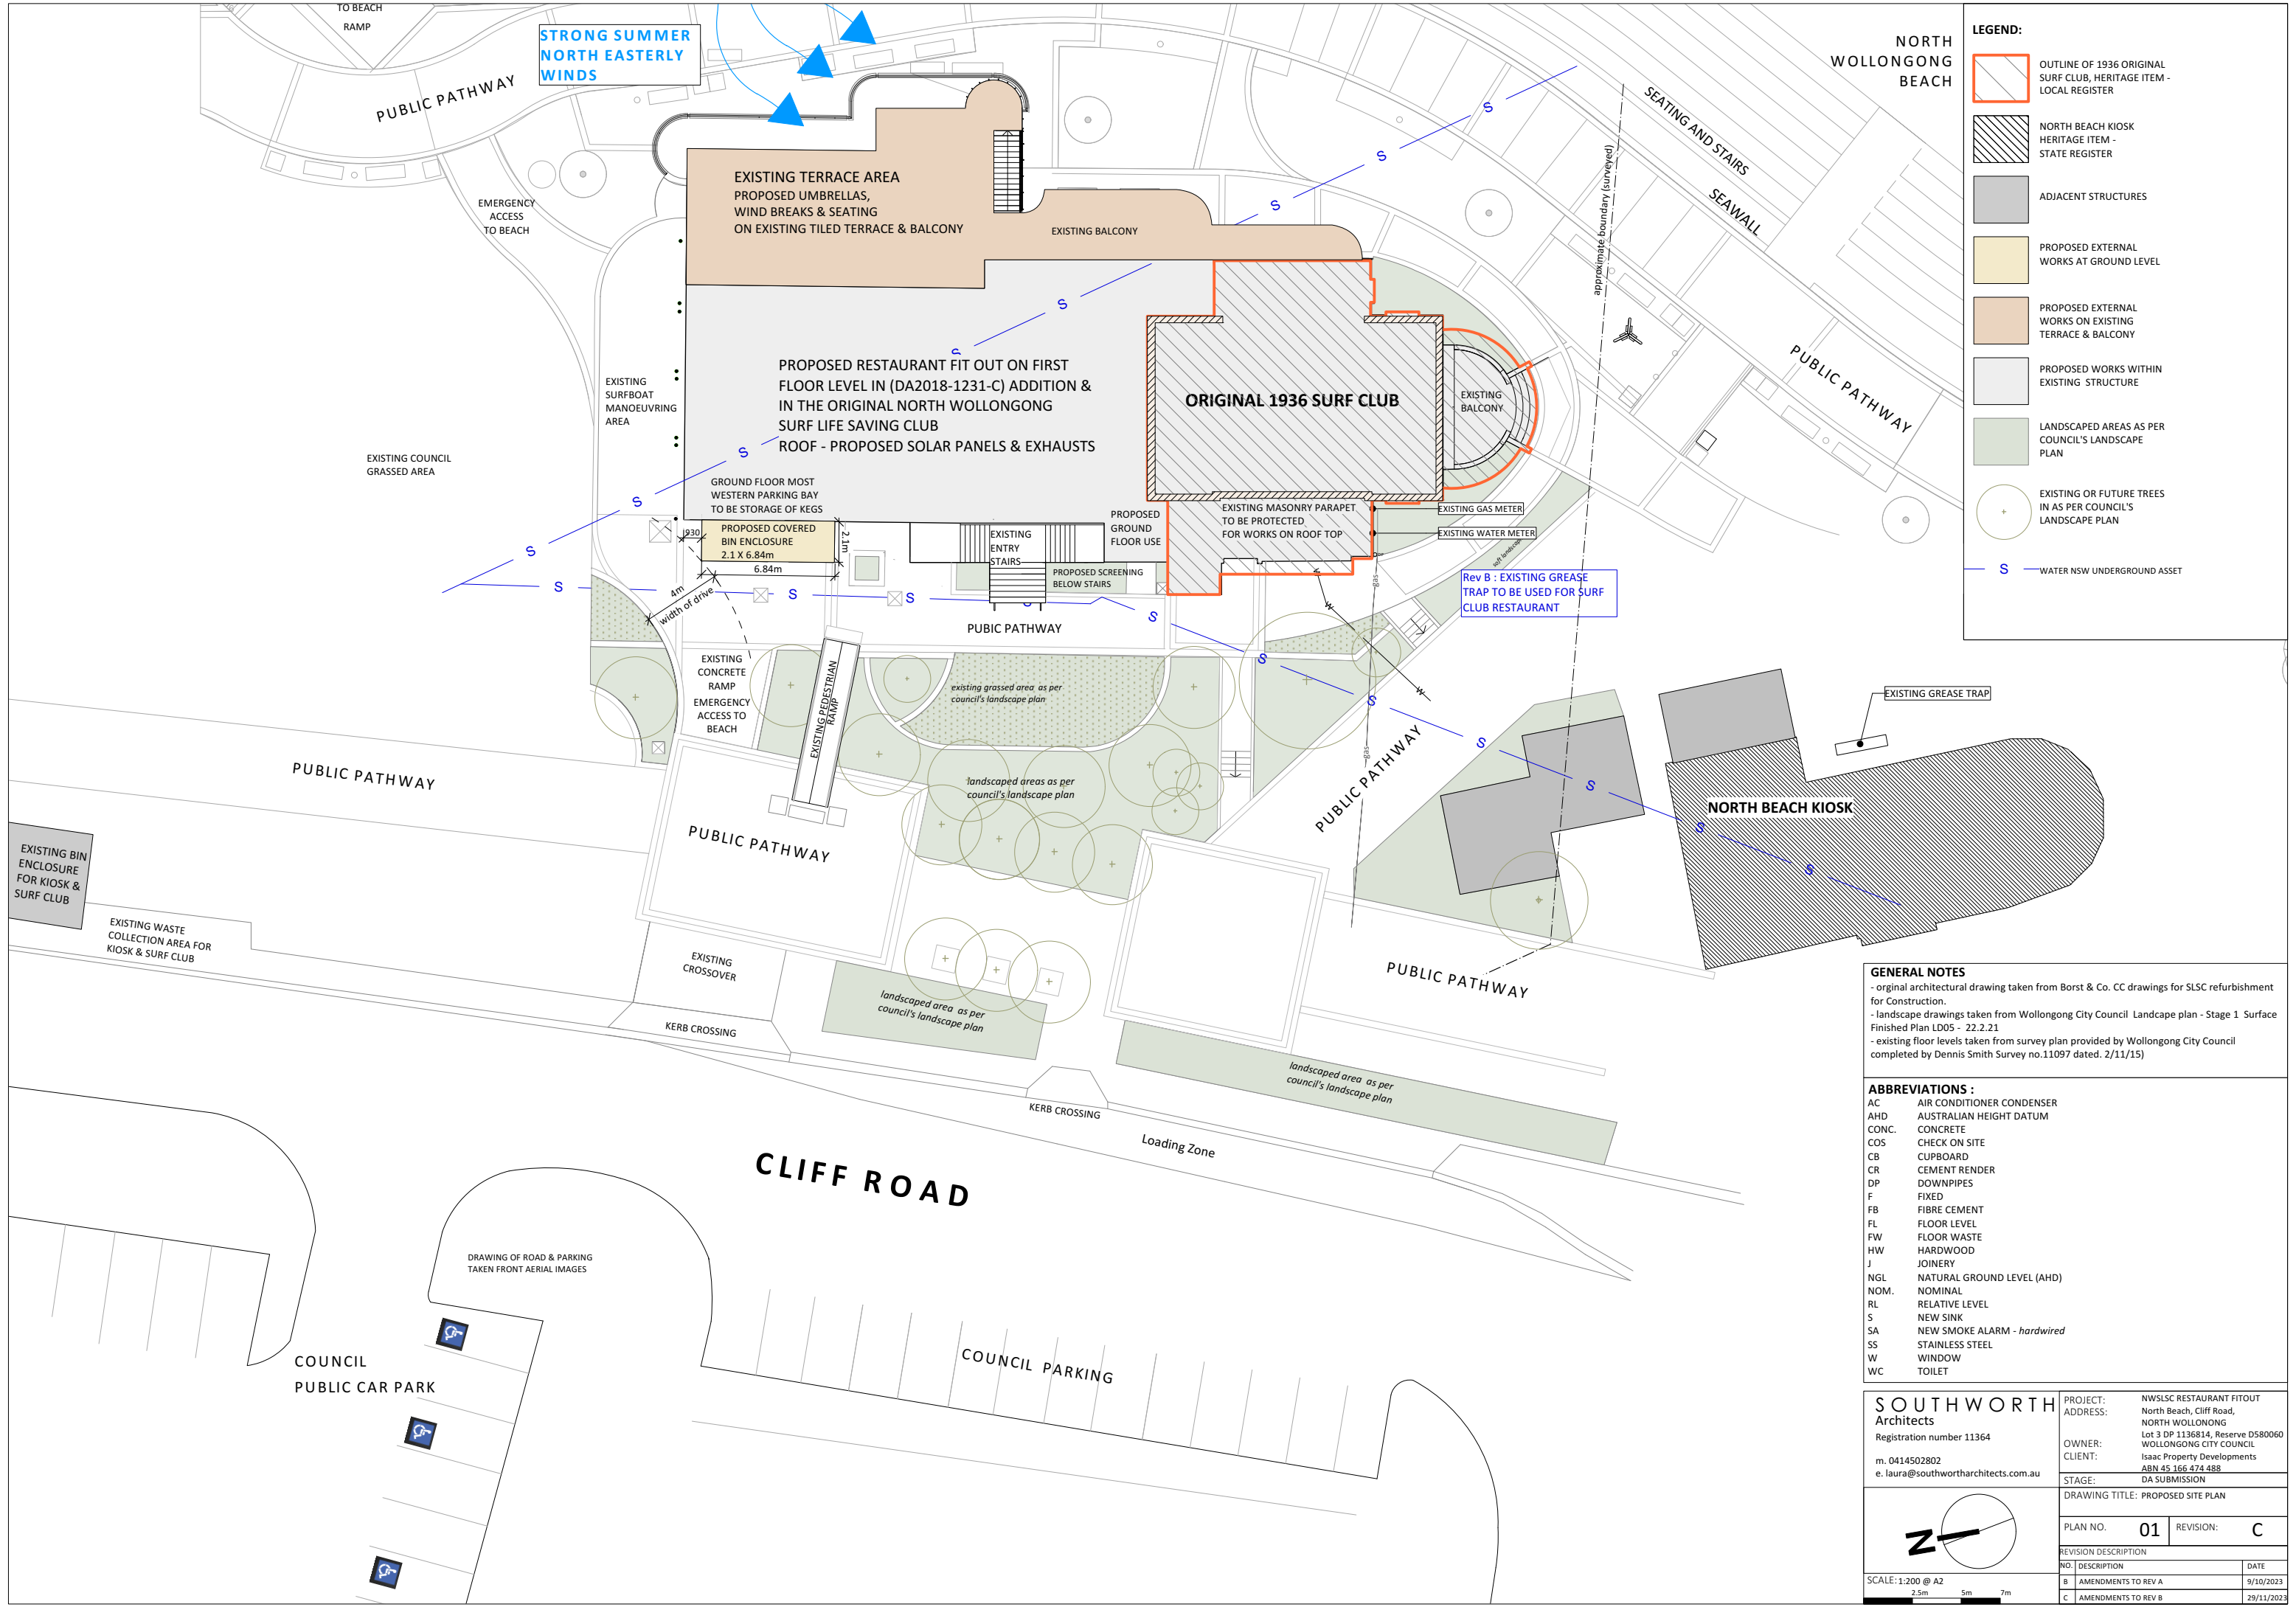 TO BEACH
RAMP
STRONG SUMMER
NORTH EASTERLY
WINDS
PUBLIC PATHWAY
EMERGENCY
ACCESS
TO BEACH
EXISTING TERRACE AREA
PROPOSED UMBRELLAS,
WIND BREAKS & SEATING
ON EXISTING TILED TERRACE & BALCONY
EXISTING BALCONY
NORTH
WOLLONGONG
BEACH
SEATING AND STAIRS
SEAWALL
approximate boundary (surveyed)
PUBLIC PATHWAY
S
S
S
S
S
S
S
S
EXISTING
SURFBOAT
MANOEUVRING
AREA
EXISTING COUNCIL
GRASSED AREA
PROPOSED RESTAURANT FIT OUT ON FIRST
FLOOR LEVEL IN (DA2018-1231-C) ADDITION &
IN THE ORIGINAL NORTH WOLLONGONG
SURF LIFE SAVING CLUB
ROOF - PROPOSED SOLAR PANELS & EXHAUSTS
ORIGINAL 1936 SURF CLUB
EXISTING
BALCONY
GROUND FLOOR MOST
WESTERN PARKING BAY
TO BE STORAGE OF KEGS
PROPOSED COVERED
BIN ENCLOSURE
2.1 X 6.84m
930
2.1m
6.84m
4m
width of drive
EXISTING
ENTRY
STAIRS
PROPOSED
GROUND
FLOOR USE
PROPOSED SCREENING
BELOW STAIRS
EXISTING MASONRY PARAPET
TO BE PROTECTED
FOR WORKS ON ROOF TOP
EXISTING GAS METER
EXISTING WATER METER
soft landscape
Rev B : EXISTING GREASE
TRAP TO BE USED FOR SURF
CLUB RESTAURANT
gas
gas
W
W
W
S
S
S
S
S
S
S
S
S
S
S
PUBIC PATHWAY
EXISTING
CONCRETE
RAMP
EMERGENCY
ACCESS TO
BEACH
EXISTING PEDESTRIAN
RAMP
existing grassed area as per
council's landscape plan
landscaped areas as per
council's landscape plan
PUBLIC PATHWAY
PUBLIC PATHWAY
PUBLIC PATHWAY
PUBLIC PATHWAY
EXISTING GREASE TRAP
NORTH BEACH KIOSK
EXISTING BIN
ENCLOSURE
FOR KIOSK &
SURF CLUB
EXISTING WASTE
COLLECTION AREA FOR
KIOSK & SURF CLUB
EXISTING
CROSSOVER
KERB CROSSING
landscaped area as per
council's landscape plan
landscaped area as per
council's landscape plan
KERB CROSSING
Loading Zone
CLIFF ROAD
DRAWING OF ROAD & PARKING
TAKEN FRONT AERIAL IMAGES
COUNCIL
PUBLIC CAR PARK
COUNCIL PARKING
LEGEND:
OUTLINE OF 1936 ORIGINAL
SURF CLUB, HERITAGE ITEM -
LOCAL REGISTER
NORTH BEACH KIOSK
HERITAGE ITEM -
STATE REGISTER
ADJACENT STRUCTURES
PROPOSED EXTERNAL
WORKS AT GROUND LEVEL
PROPOSED EXTERNAL
WORKS ON EXISTING
TERRACE & BALCONY
PROPOSED WORKS WITHIN
EXISTING STRUCTURE
LANDSCAPED AREAS AS PER
COUNCIL'S LANDSCAPE
PLAN
EXISTING OR FUTURE TREES
IN AS PER COUNCIL'S
LANDSCAPE PLAN
S WATER NSW UNDERGROUND ASSET
GENERAL NOTES
- orginal architectural drawing taken from Borst & Co. CC drawings for SLSC refurbishment
for Construction.
- landscape drawings taken from Wollongong City Council Landcape plan - Stage 1 Surface
Finished Plan LD05 - 22.2.21
- existing floor levels taken from survey plan provided by Wollongong City Council
completed by Dennis Smith Survey no.11097 dated. 2/11/15)
ABBREVIATIONS :
AC AIR CONDITIONER CONDENSER
AHD AUSTRALIAN HEIGHT DATUM
CONC. CONCRETE
COS CHECK ON SITE
CB CUPBOARD
CR CEMENT RENDER
DP DOWNPIPES
F FIXED
FB FIBRE CEMENT
FL FLOOR LEVEL
FW FLOOR WASTE
HW HARDWOOD
J JOINERY
NGL NATURAL GROUND LEVEL (AHD)
NOM. NOMINAL
RL RELATIVE LEVEL
S NEW SINK
SA NEW SMOKE ALARM - hardwired
SS STAINLESS STEEL
W WINDOW
WC TOILET
SOUTHWORTH
Architects
Registration number 11364
m. 0414502802
e. laura@southwortharchitects.com.au
PROJECT: NWSLSC RESTAURANT FITOUT
ADDRESS: North Beach, Cliff Road,
NORTH WOLLONONG
Lot 3 DP 1136814, Reserve D580060
OWNER: WOLLONGONG CITY COUNCIL
CLIENT: Isaac Property Developments
ABN 45 166 474 488
STAGE: DA SUBMISSION
DRAWING TITLE: PROPOSED SITE PLAN
PLAN NO. 01 REVISION: C
REVISION DESCRIPTION
NO. DESCRIPTION DATE
B AMENDMENTS TO REV A 9/10/2023
C AMENDMENTS TO REV B 29/11/2023
N
SCALE: 1:200 @ A2
2.5m 5m 7m